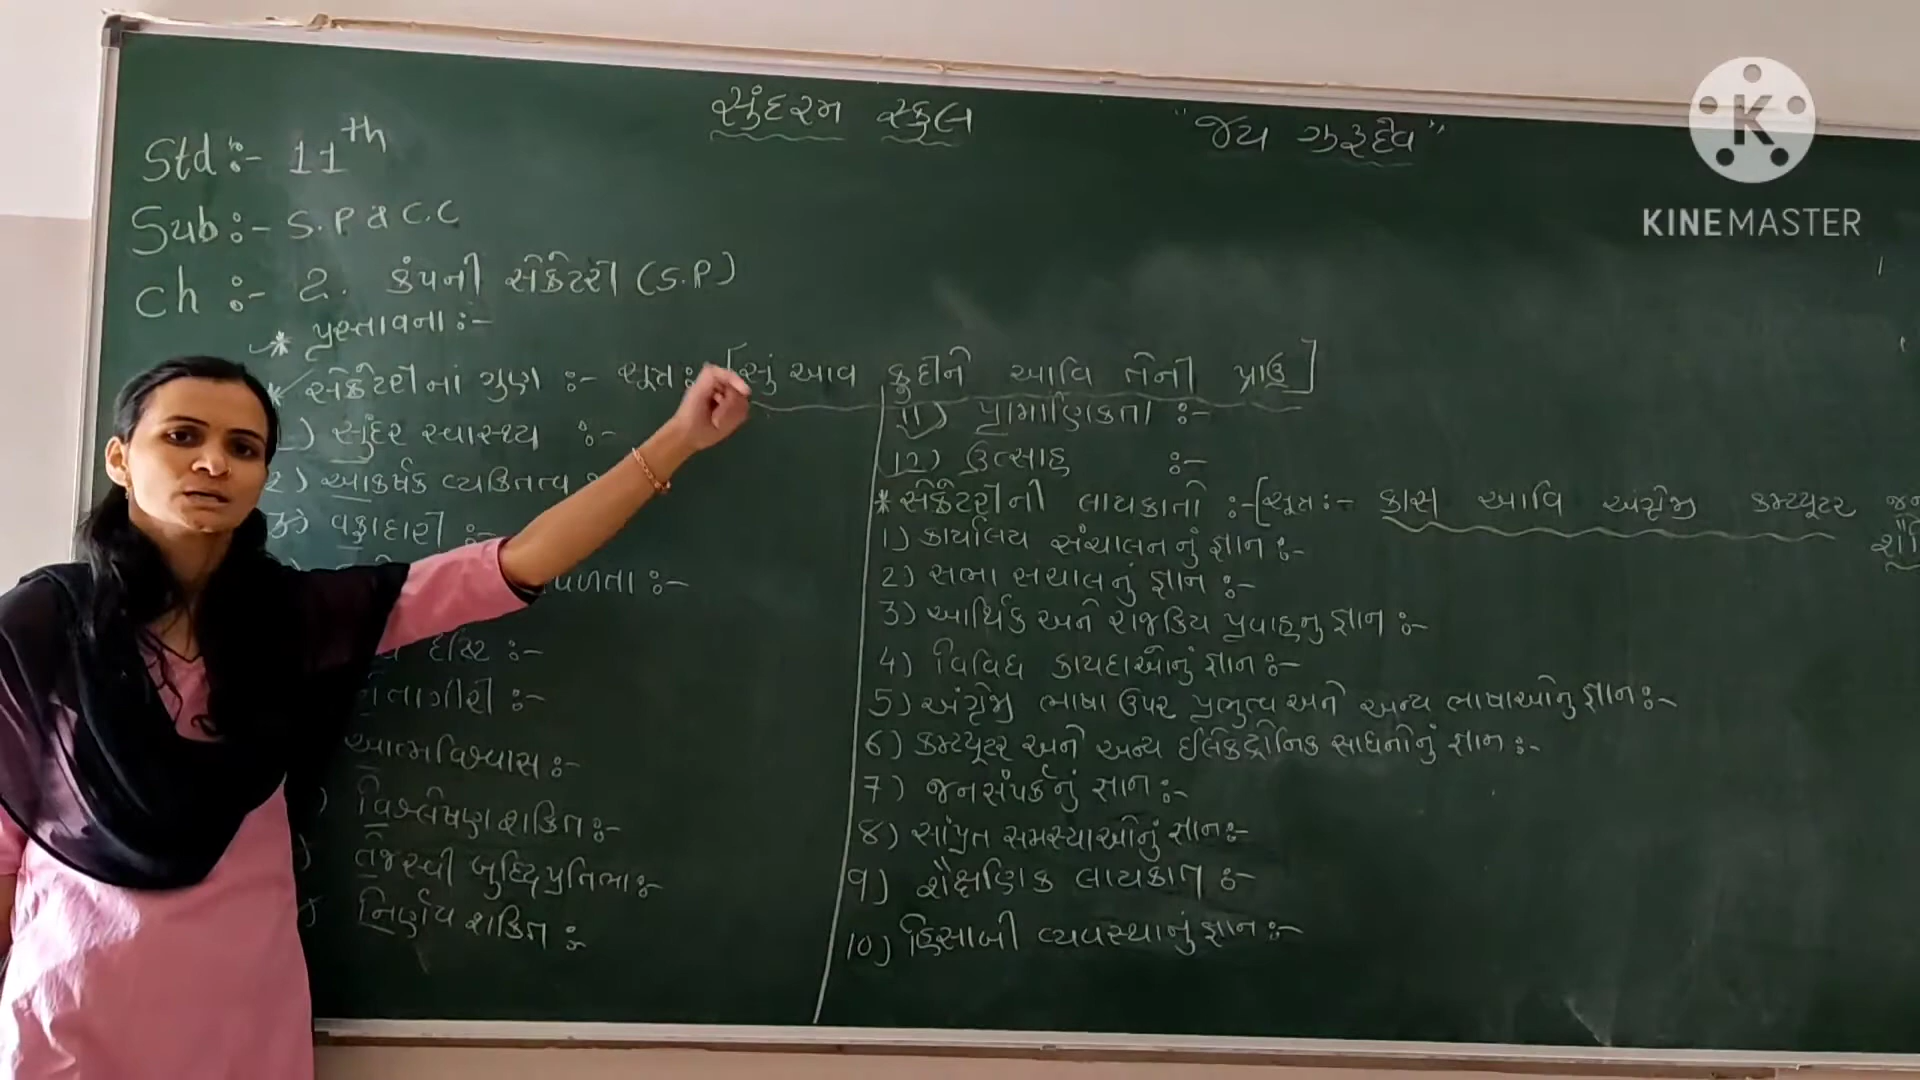 સુંદરમ સ્કુલ
"જય ગુરૂદેવ"
KINEMASTER
Std :- 11th
Sub :- S.P & C.C
Ch :- 2. કંપની સેક્રેટરી (S.P)
* પ્રસ્તાવના :-
* સેક્રેટરીનાં ગુણ :- સૂત્ર :- [સું આવ કુદીને આવિ તેની પ્રાઉ]
1) સુંદર સ્વાસ્થ્ય :-
2) આકર્ષક વ્યકિતત્વ :-
3) વફાદારી :-
આત્મવિશ્વાસ :-
વિશ્લેષણ શકિત :-
તેજસ્વી બુધ્ધિપ્રતિભા :-
નિર્ણય શકિત :-
11) પ્રામાણિકતા :-
12) ઉત્સાહ :-
* સેક્રેટરીની લાયકાતો :- [સૂત્ર :- કાસ આવિ અંગ્રેજી કમ્પ્યૂટર
1) કાર્યાલય સંચાલનનું જ્ઞાન :-
2) સભા સચાલનું જ્ઞાન :-
3) આર્થિક અને રાજકિય પ્રવાહનુ જ્ઞાન :-
4) વિવિધ કાયદાઓનું જ્ઞાન :-
5) અંગ્રેજી ભાષા ઉપર પ્રભુત્વ અને અન્ય ભાષાઓનુ જ્ઞાન :-
6) કમ્પ્યૂટર અને અન્ય ઈલેકટ્રોનિક સાધનોનું જ્ઞાન :-
7) જનસંપર્કનું જ્ઞાન :-
8) સાંપ્રત સમસ્યાઓનું જ્ઞાન :-
9) શૈક્ષણિક લાયકાત :-
10) હિસાબી વ્યવસ્થાનું જ્ઞાન :-